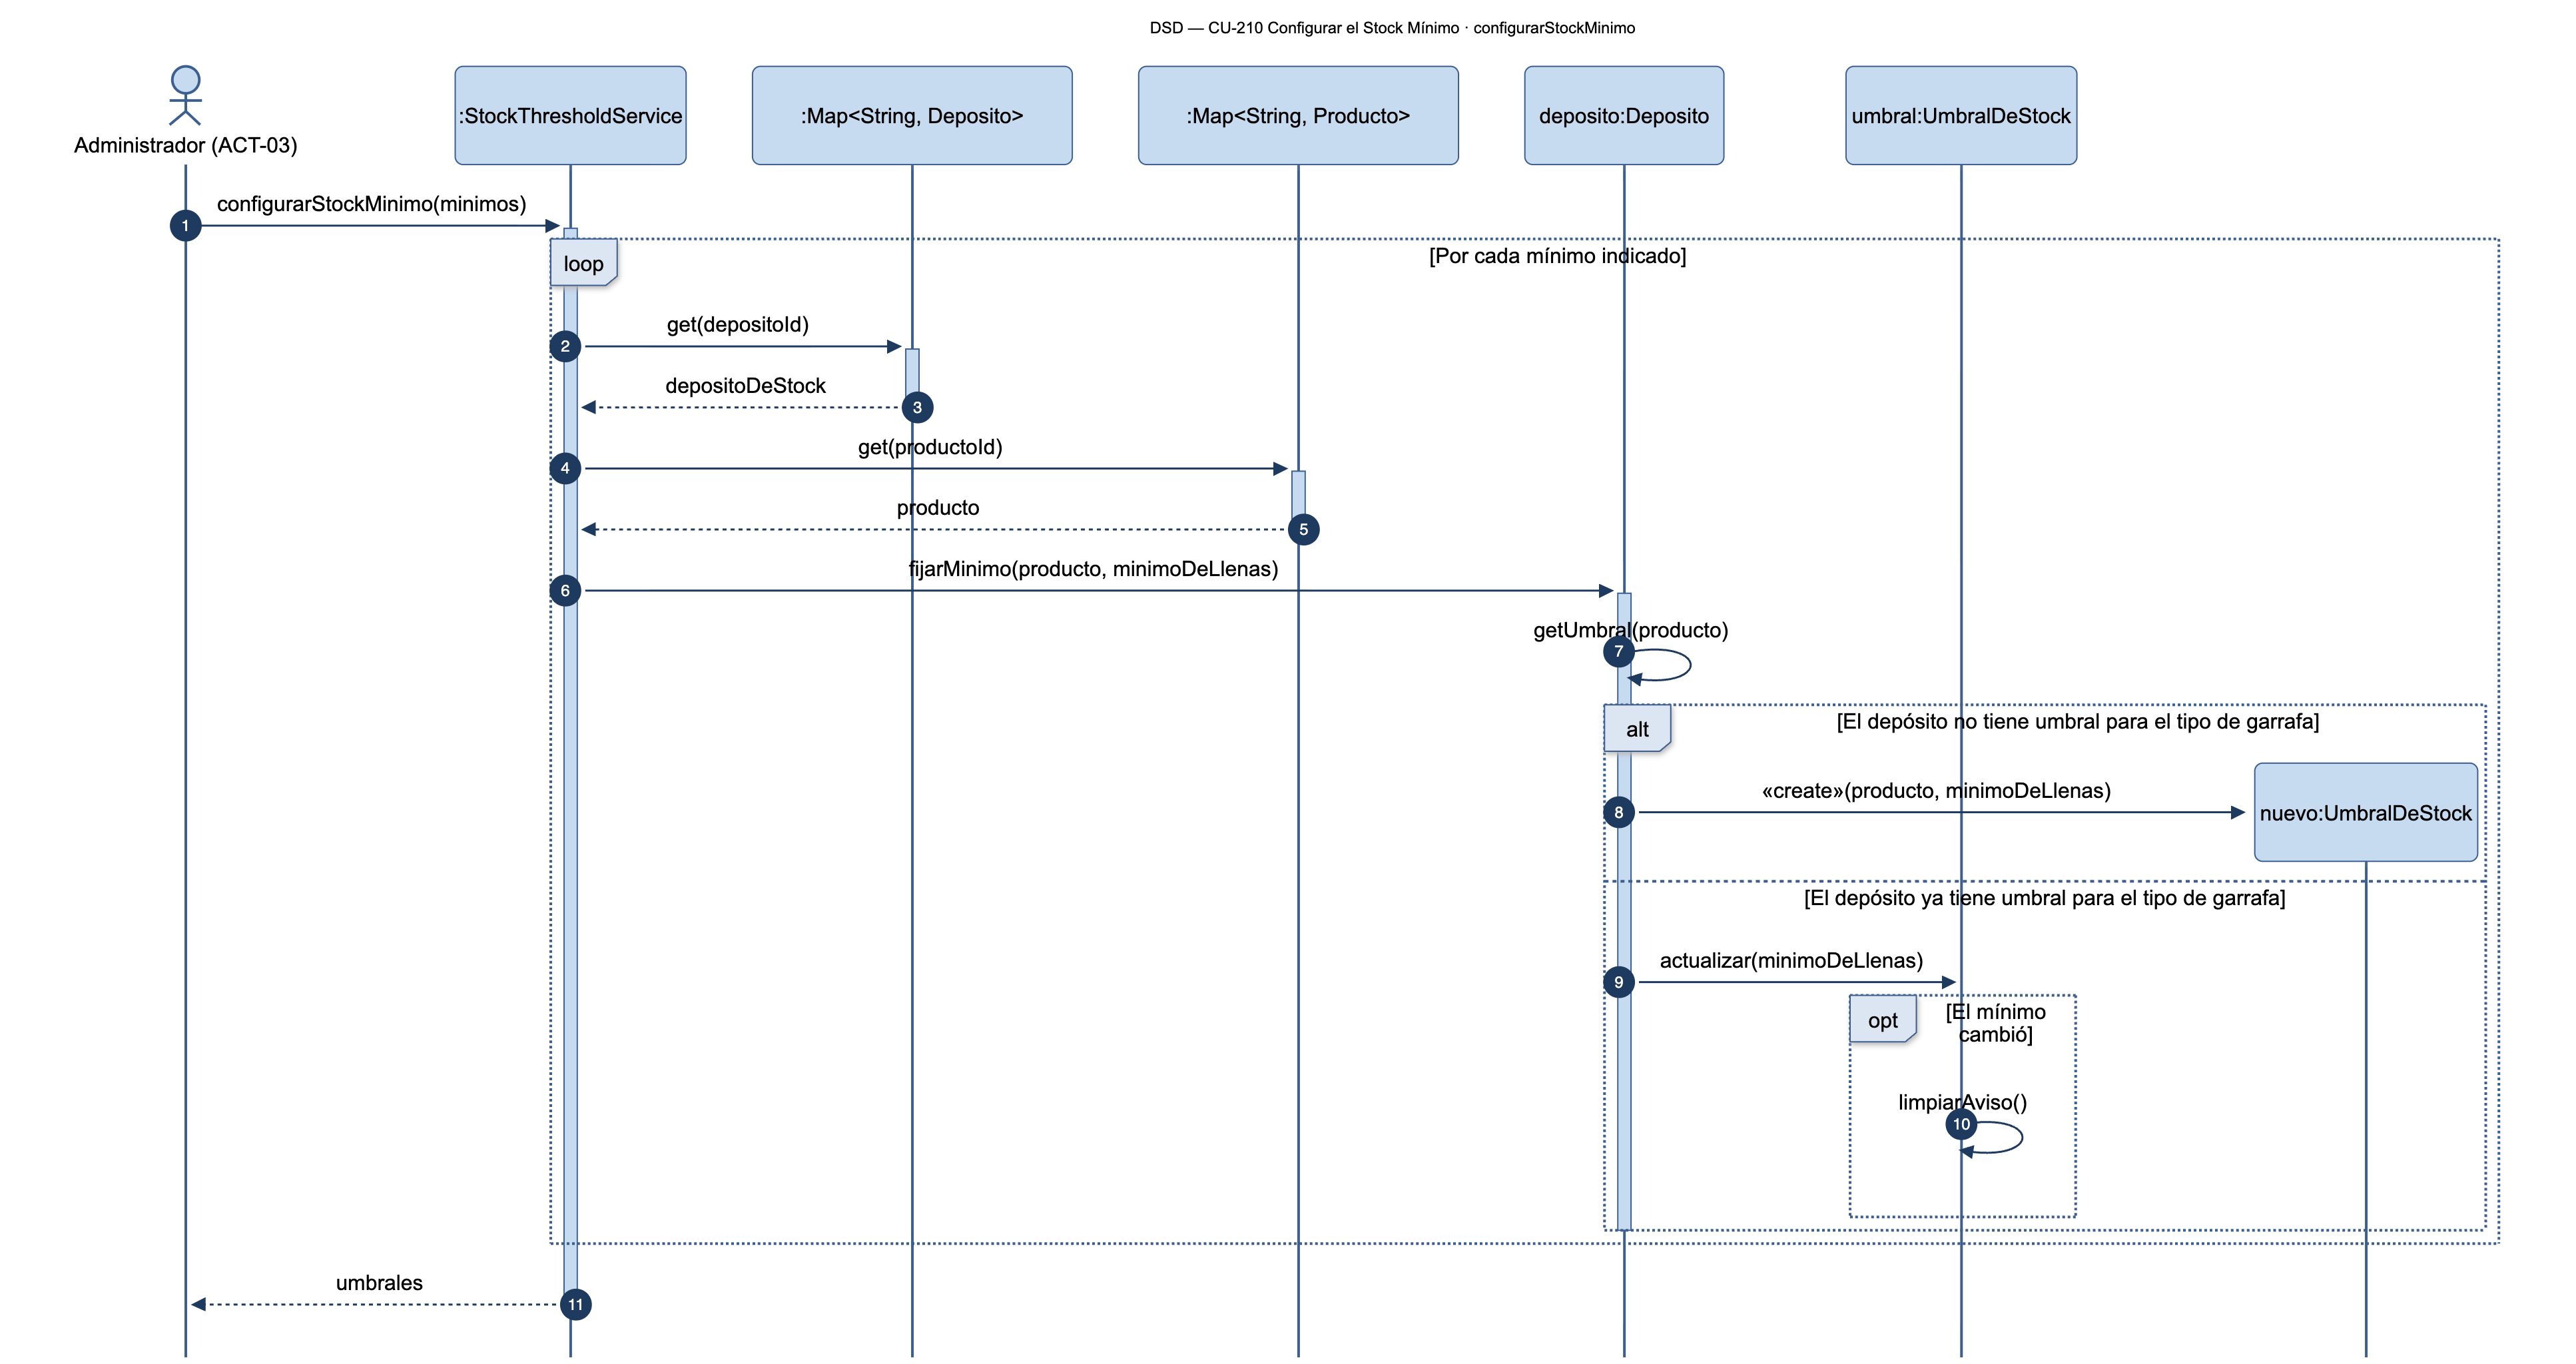 DSD — CU-210 Configurar el Stock Mínimo · configurarStockMinimo
Administrador (ACT-03)
:StockThresholdService
:Map<String, Deposito>
:Map<String, Producto>
deposito:Deposito
umbral:UmbralDeStock
configurarStockMinimo(minimos)
1
loop
[Por cada mínimo indicado]
get(depositoId)
2
depositoDeStock
3
get(productoId)
4
producto
5
fijarMinimo(producto, minimoDeLlenas)
6
getUmbral(producto)
7
alt
[El depósito no tiene umbral para el tipo de garrafa]
«create»(producto, minimoDeLlenas)
8
nuevo:UmbralDeStock
[El depósito ya tiene umbral para el tipo de garrafa]
actualizar(minimoDeLlenas)
9
opt
[El mínimo
cambió]
limpiarAviso()
10
umbrales
11